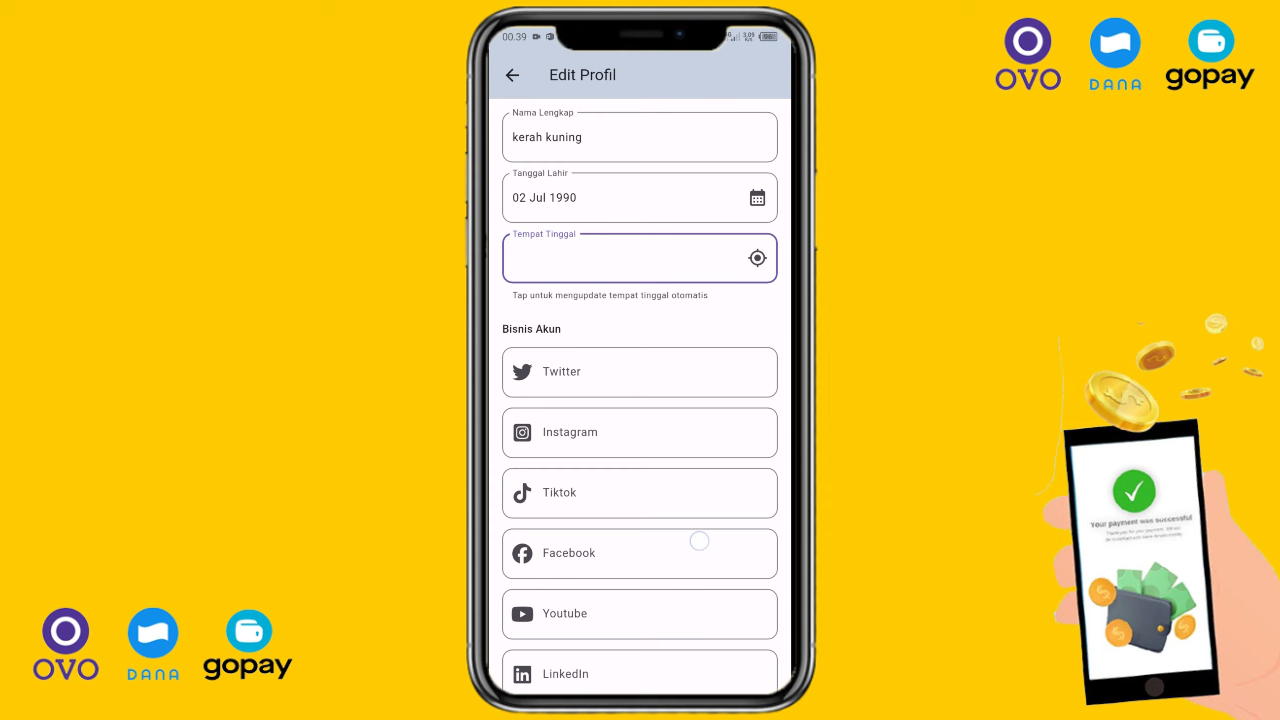 00.39
3,09
K/s
Edit Profil
Nama Lengkap
kerah kuning
Tanggal Lahir
02 Jul 1990
Tempat Tinggal
Tap untuk mengupdate tempat tinggal otomatis
Bisnis Akun
Twitter
Instagram
Tiktok
Facebook
Youtube
LinkedIn
OVO
DANA
gopay
Your payment was successful
OVO
DANA
gopay